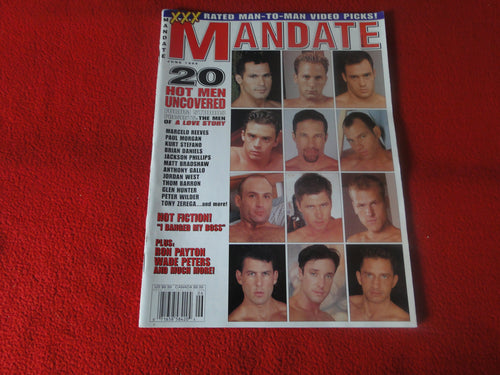 XXX RATED MAN-TO-MAN VIDEO PICKS!
MANDATE
MANDATE
20
HOT MEN
UNCOVERED
THE MEN
OF A LOVE STORY
MARCELO REEVES
PAUL MORGAN
KURT STEFANO
BRIAN DANIELS
JACKSON PHILLIPS
MATT BRADSHAW
ANTHONY GALLO
JORDAN WEST
THOM BARRON
GLEN HUNTER
PETER WILDER
TONY ZEREGA...and more!
HOT FICTION!
"I BANGED MY BOSS"
PLUS:
RON PAYTON
WADE PETERS
AND MUCH MORE!